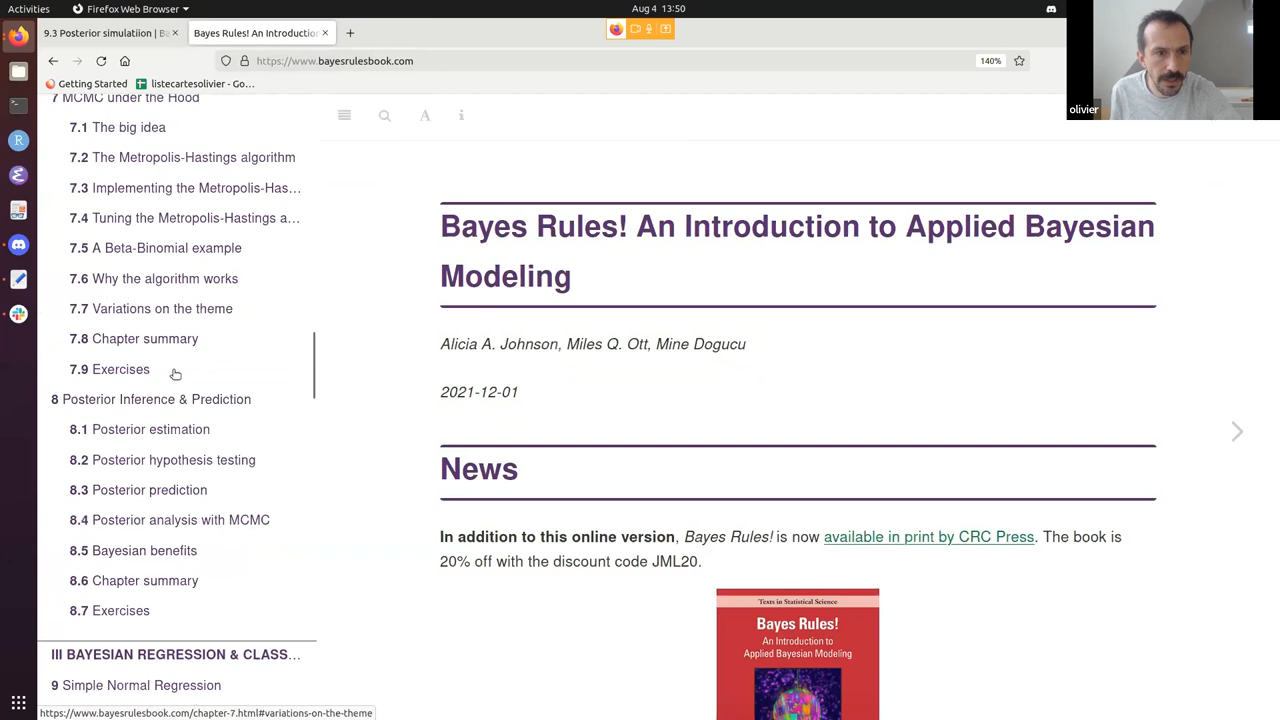 Activities
Firefox Web Browser
Aug 4 13:50
9.3 Posterior simulatiion | B
Bayes Rules! An Introductio
https://www.bayesrulesbook.com
140%
Getting Started
listecartesolivier - Go…
olivier
7 MCMC under the Hood
7.1 The big idea
7.2 The Metropolis-Hastings algorithm
7.3 Implementing the Metropolis-Has…
7.4 Tuning the Metropolis-Hastings a…
7.5 A Beta-Binomial example
7.6 Why the algorithm works
7.7 Variations on the theme
7.8 Chapter summary
7.9 Exercises
8 Posterior Inference & Prediction
8.1 Posterior estimation
8.2 Posterior hypothesis testing
8.3 Posterior prediction
8.4 Posterior analysis with MCMC
8.5 Bayesian benefits
8.6 Chapter summary
8.7 Exercises
III BAYESIAN REGRESSION & CLASS…
9 Simple Normal Regression
https://www.bayesrulesbook.com/chapter-7.html#variations-on-the-theme
Bayes Rules! An Introduction to Applied Bayesian
Modeling
Alicia A. Johnson, Miles Q. Ott, Mine Dogucu
2021-12-01
News
In addition to this online version, Bayes Rules! is now available in print by CRC Press. The book is
20% off with the discount code JML20.
Texts in Statistical Science
Bayes Rules!
An Introduction to
Applied Bayesian Modeling